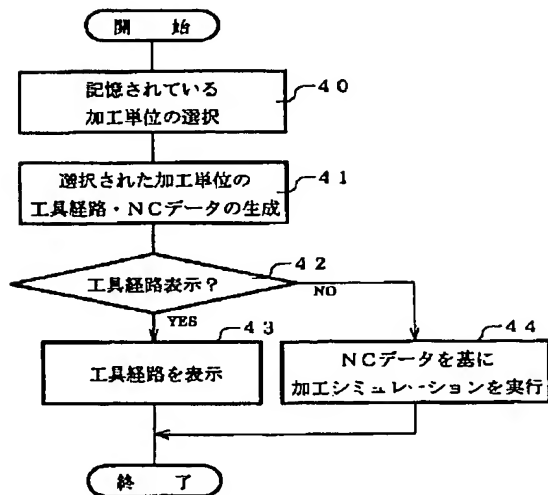 開 始
記憶されている
加工単位の選択
40
選択された加工単位の
工具経路・NCデータの生成
41
工具経路表示?
42
NO
YES
43
工具経路を表示
44
NCデータを基に
加工シミュレーションを実行
終 了